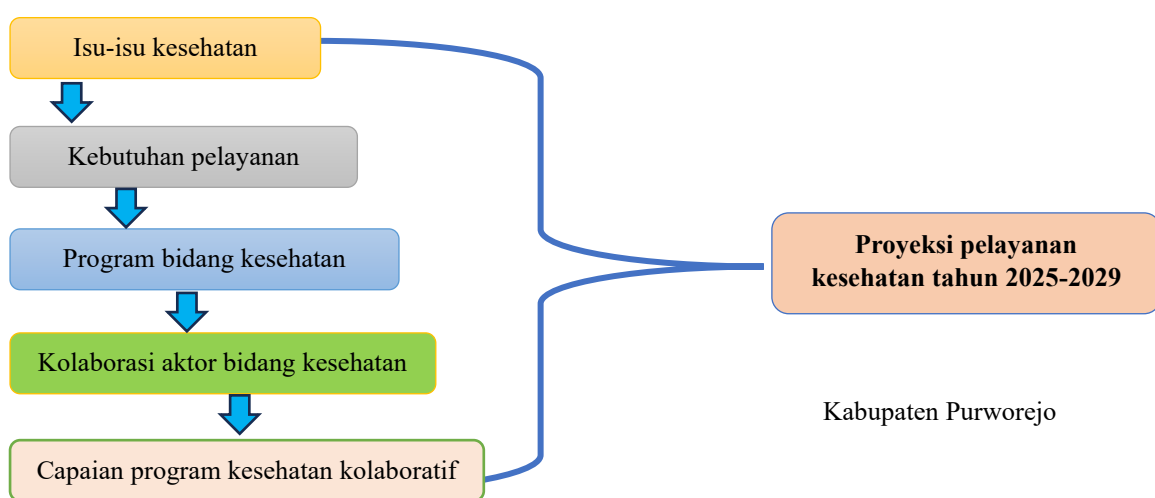 Isu-isu kesehatan
Kebutuhan pelayanan
Program bidang kesehatan
Kolaborasi aktor bidang kesehatan
Capaian program kesehatan kolaboratif
Proyeksi pelayanan
kesehatan tahun 2025-2029
Kabupaten Purworejo